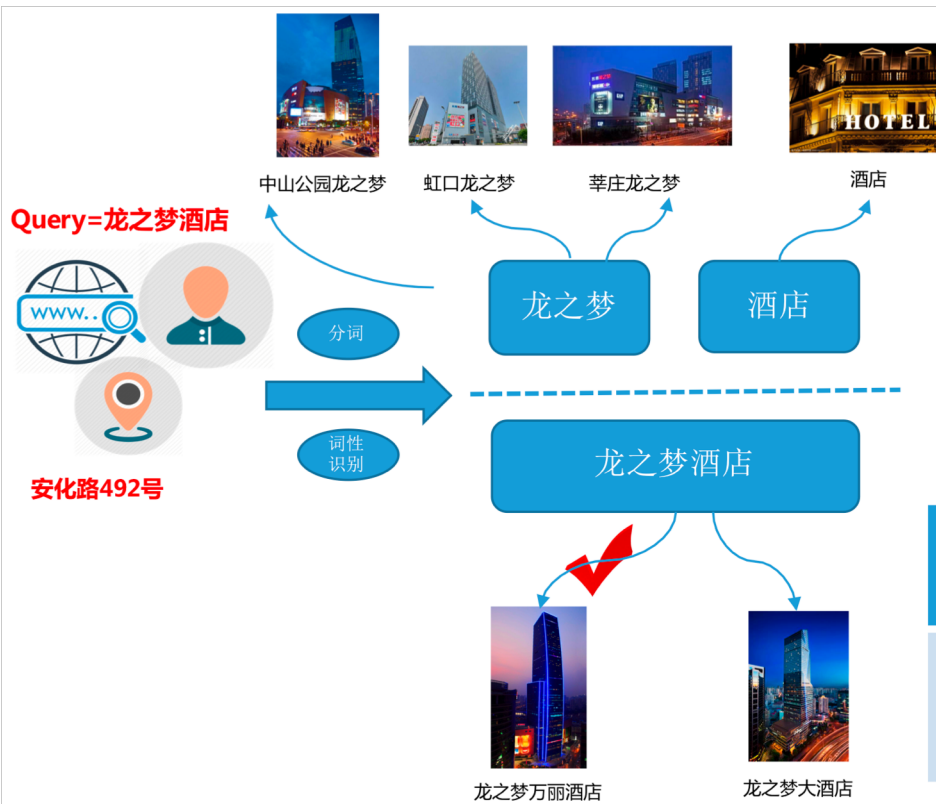 中山公园龙之梦
虹口龙之梦
莘庄龙之梦
HOTEL
酒店
Query=龙之梦酒店
www..
分词
词性
识别
安化路492号
龙之梦
酒店
龙之梦酒店
龙之梦万丽酒店
龙之梦大酒店